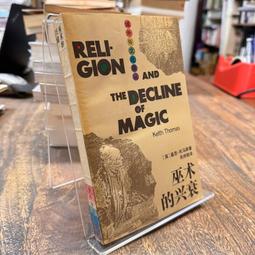 RELI-
GION AND
THE DECLINE
OF
MAGIC
Keith Thomas
巫术
的兴衰